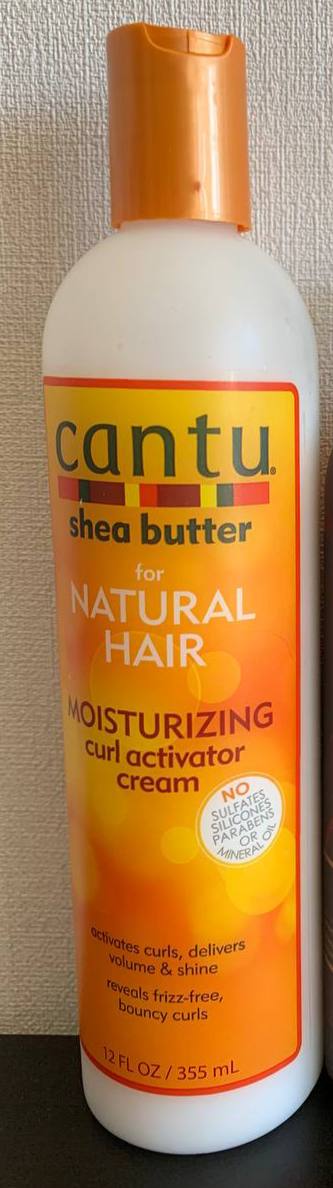 cantu®
shea butter
for
NATURAL
HAIR
MOISTURIZING
curl activator
cream
NO
SULFATES
SILICONES
PARABENS
OR
MINERAL OIL
activates curls, delivers
volume & shine
reveals frizz-free,
bouncy curls
12 FL OZ / 355 mL